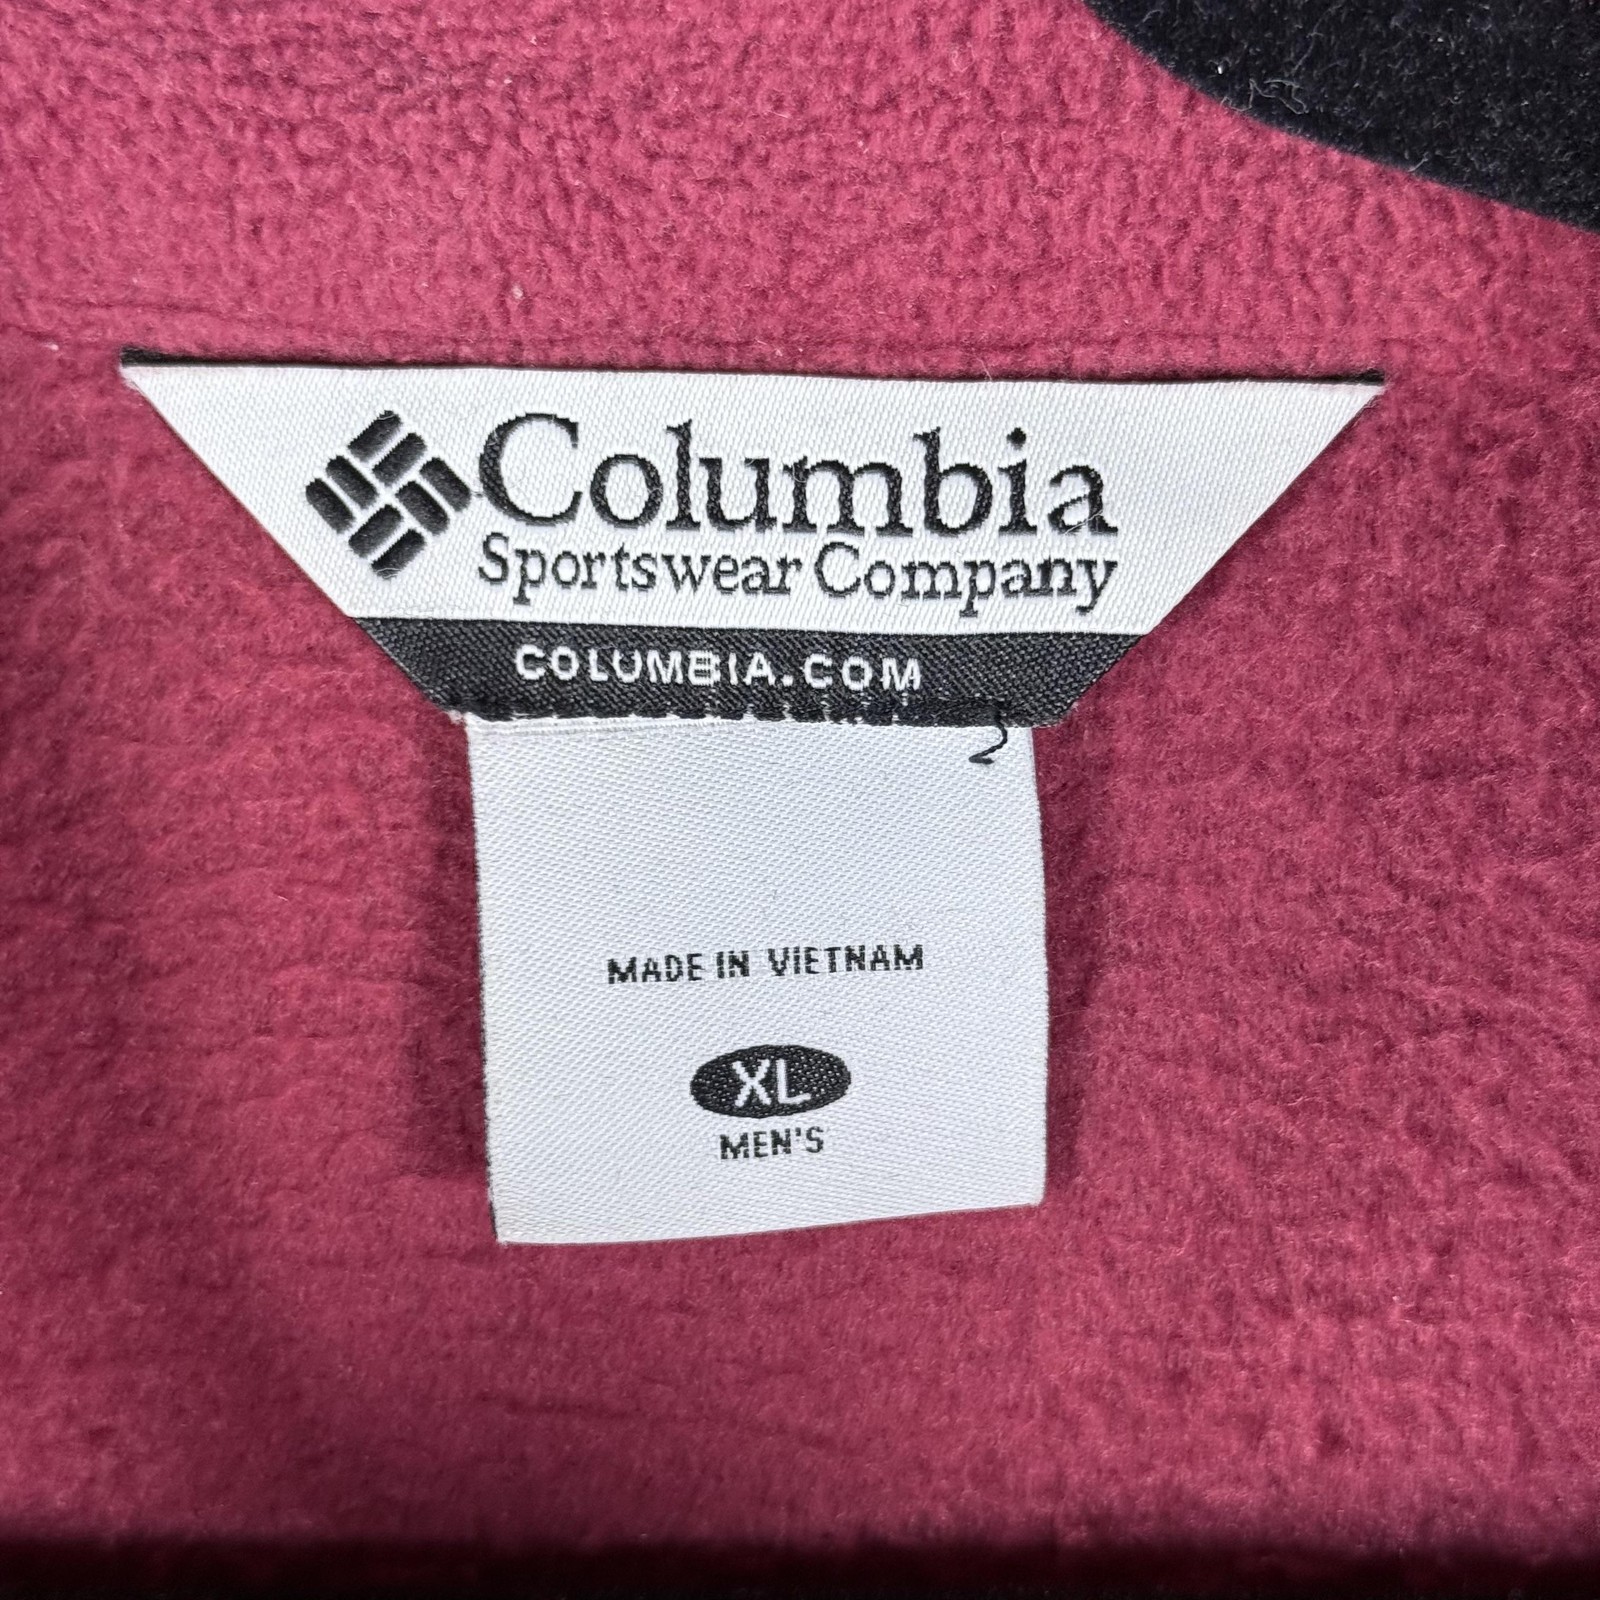 Columbia
Sportswear Company
COLUMBIA.COM
MADE IN VIETNAM
XL
MEN'S